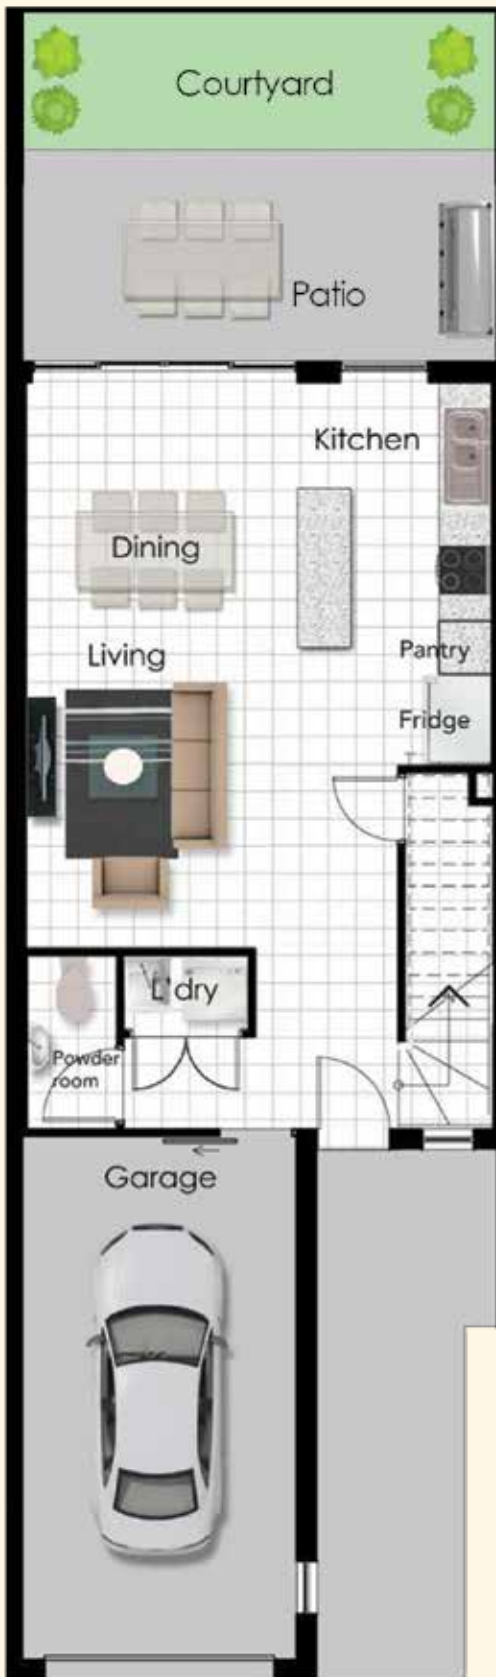 Courtyard
Patio
Kitchen
Dining
Living
Pantry
Fridge
L'dry
Powder
room
Garage